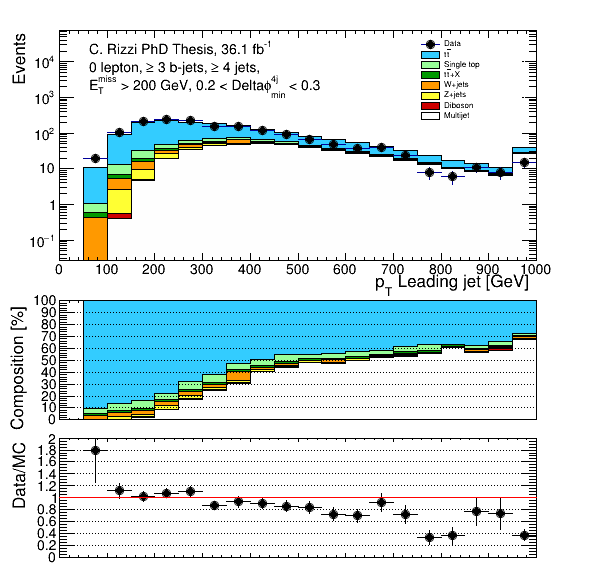 C. Rizzi PhD Thesis, 36.1 fb⁻¹
0 lepton, ≥ 3 b-jets, ≥ 4 jets,
E_T^miss > 200 GeV, 0.2 < Deltaϕ_min^4j < 0.3
Data
tt̄
Single top
tt̄+X
W+jets
Z+jets
Diboson
Multijet
Events
10⁴
10³
10²
10
1
10⁻¹
0 100 200 300 400 500 600 700 800 900 1000
p_T Leading jet [GeV]
Composition [%]
100
90
80
70
60
50
40
30
20
10
0
Data/MC
2
1.8
1.6
1.4
1.2
1
0.8
0.6
0.4
0.2
0